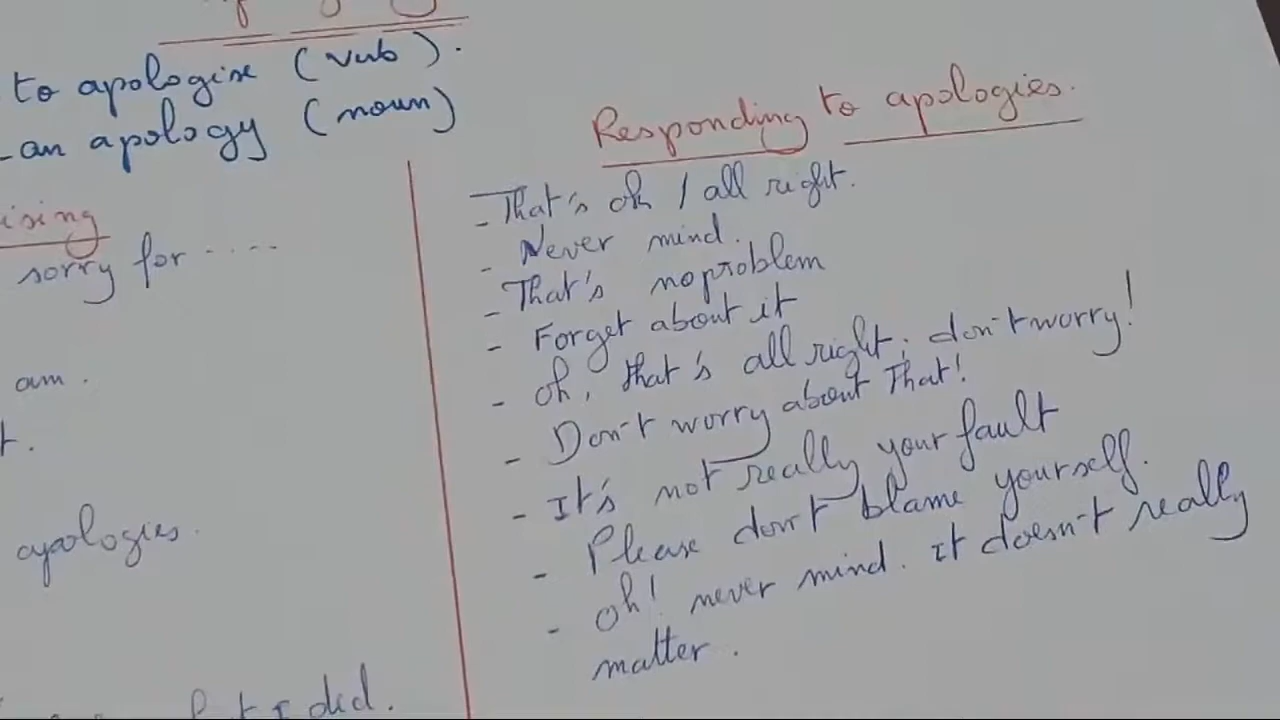 to apologise (verb).
- an apology (noun)
ising
sorry for .....
am.
t.
apologies.
I did.
Responding to apologies.
- That's oh / all right.
- Never mind.
- That's no problem
- Forget about it
- oh, that's all right; don't worry!
- Don't worry about That!
- It's not really your fault
- Please don't blame yourself.
- oh! never mind. it doesn't really
matter.